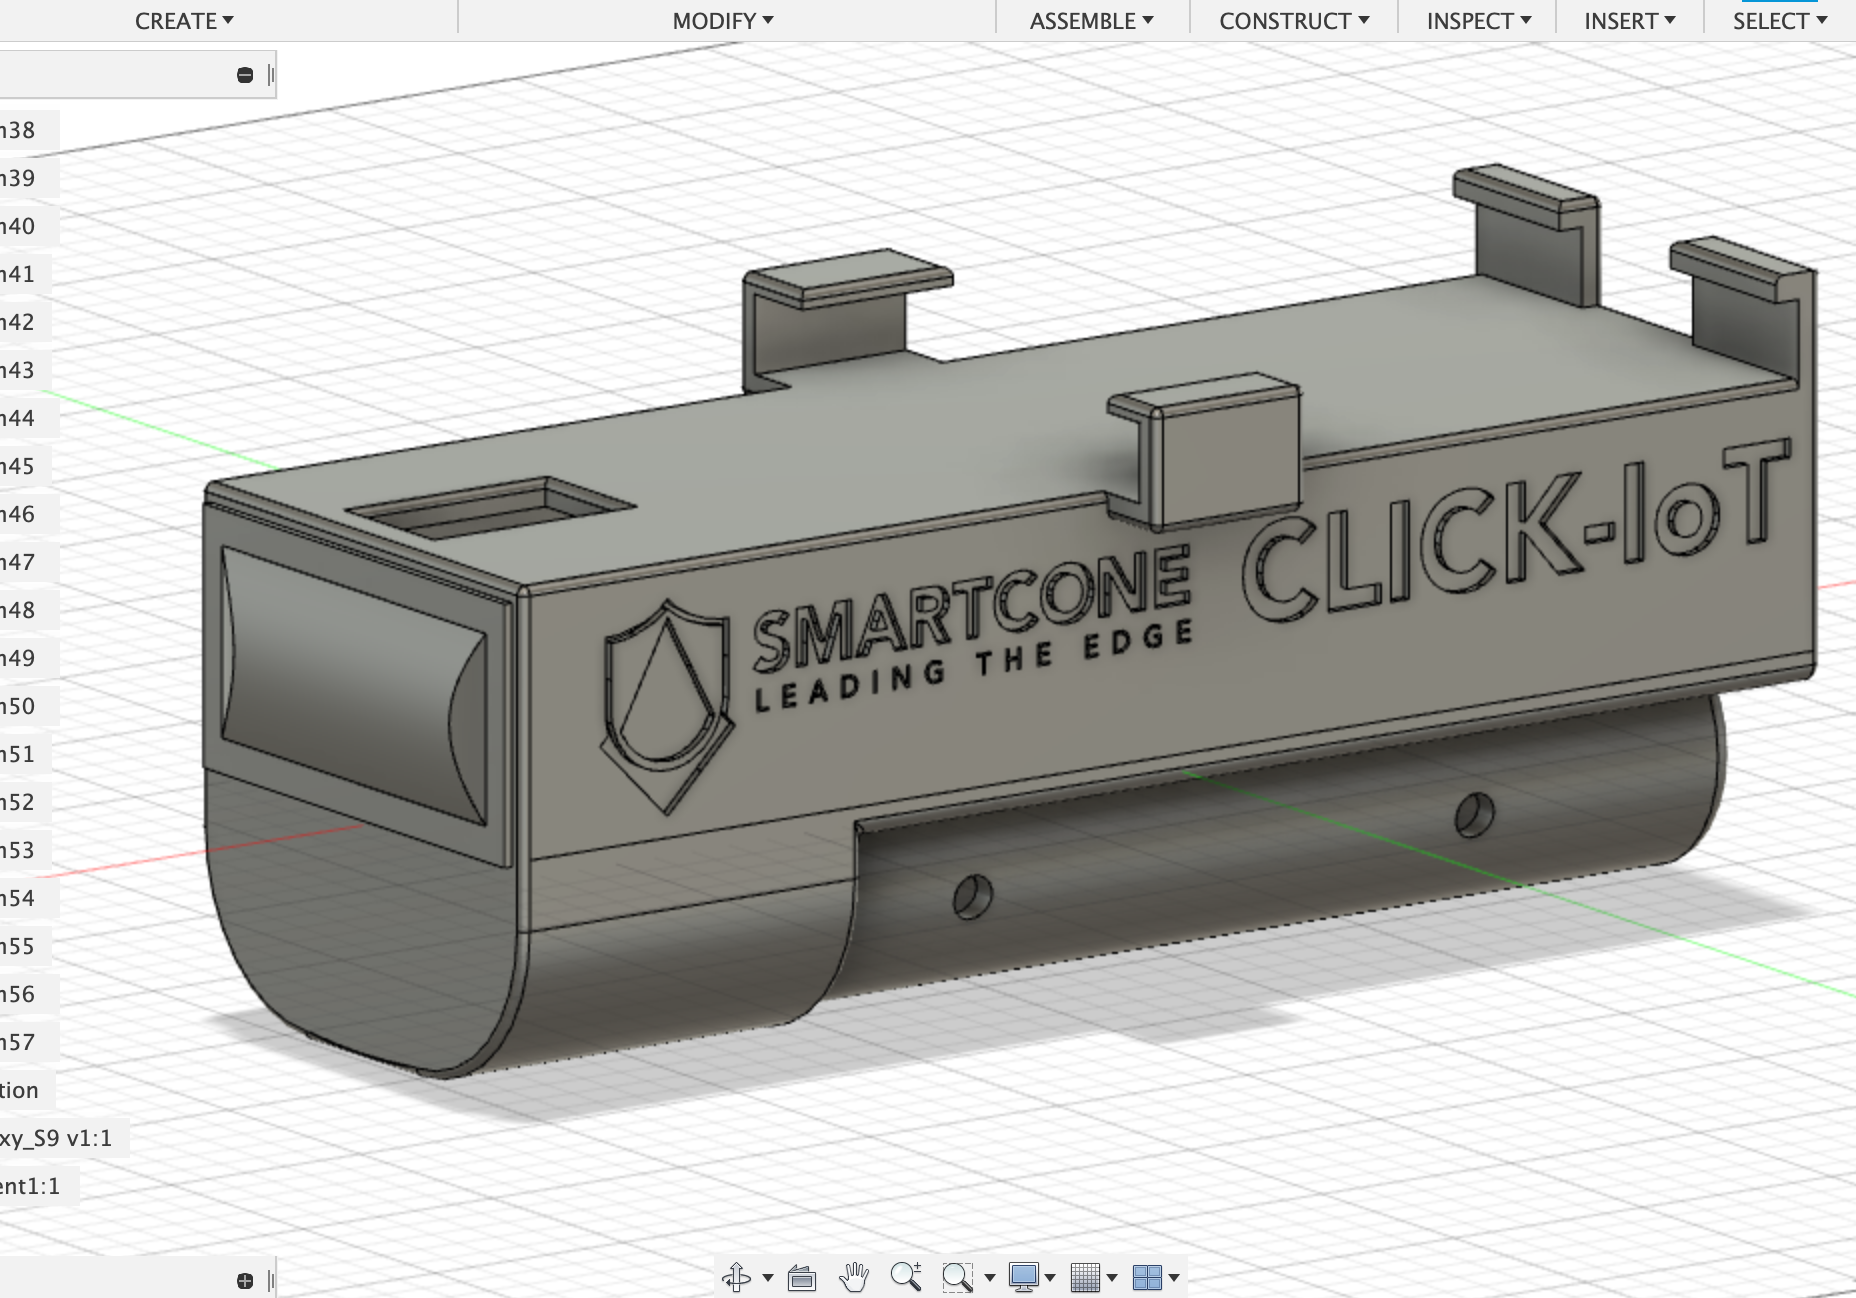 CREATE
MODIFY
ASSEMBLE
CONSTRUCT
INSPECT
INSERT
SELECT
n38
n39
n40
n41
n42
n43
n44
n45
n46
n47
n48
n49
n50
n51
n52
n53
n54
n55
n56
n57
tion
xy_S9 v1:1
ent1:1
SMARTCONE
LEADING THE EDGE
CLICK-IoT